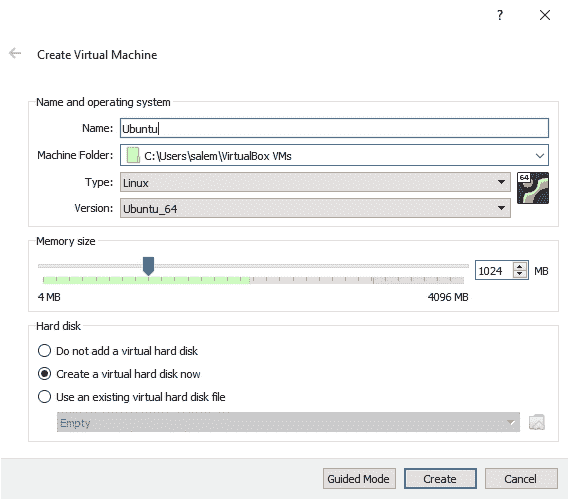 ?
Create Virtual Machine
Name and operating system
Name: Ubuntu
Machine Folder: C:\Users\salem\VirtualBox VMs
Type: Linux
64
Version: Ubuntu_64
Memory size
1024 MB
4 MB 4096 MB
Hard disk
Do not add a virtual hard disk
Create a virtual hard disk now
Use an existing virtual hard disk file
Empty
Guided Mode Create Cancel